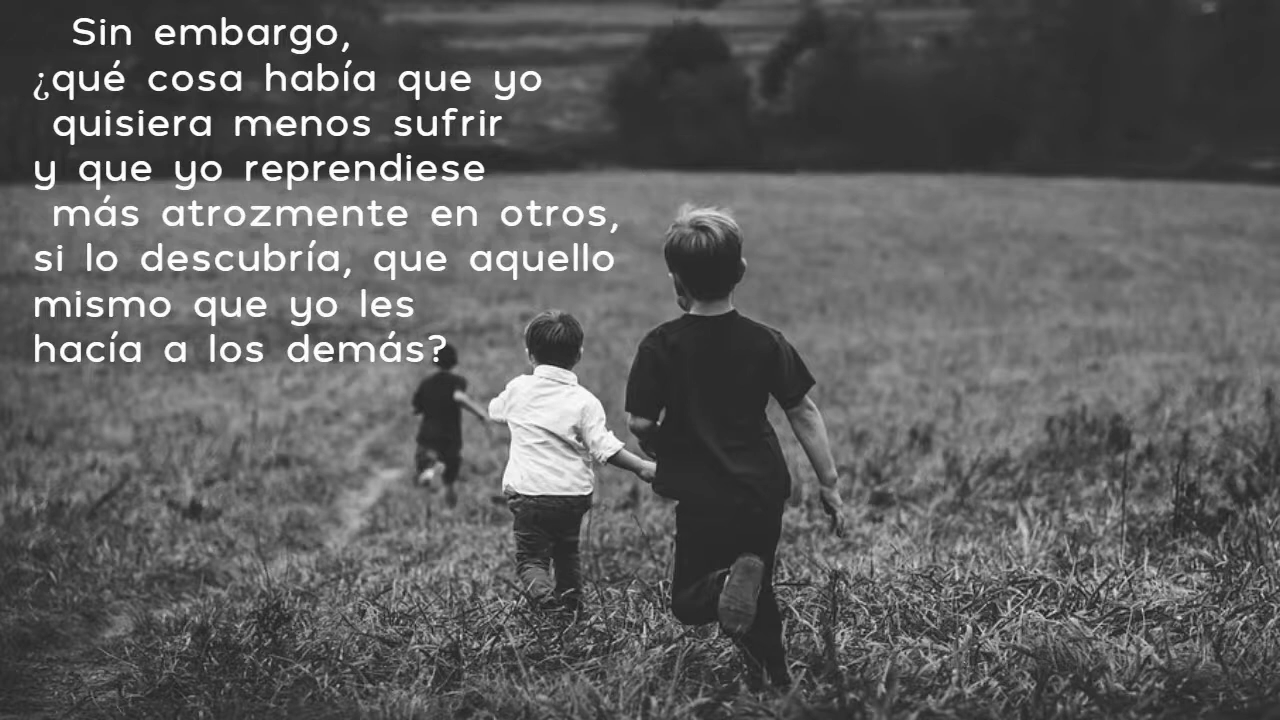 Sin embargo,
¿qué cosa había que yo
quisiera menos sufrir
y que yo reprendiese
más atrozmente en otros,
si lo descubría, que aquello
mismo que yo les
hacía a los demás?